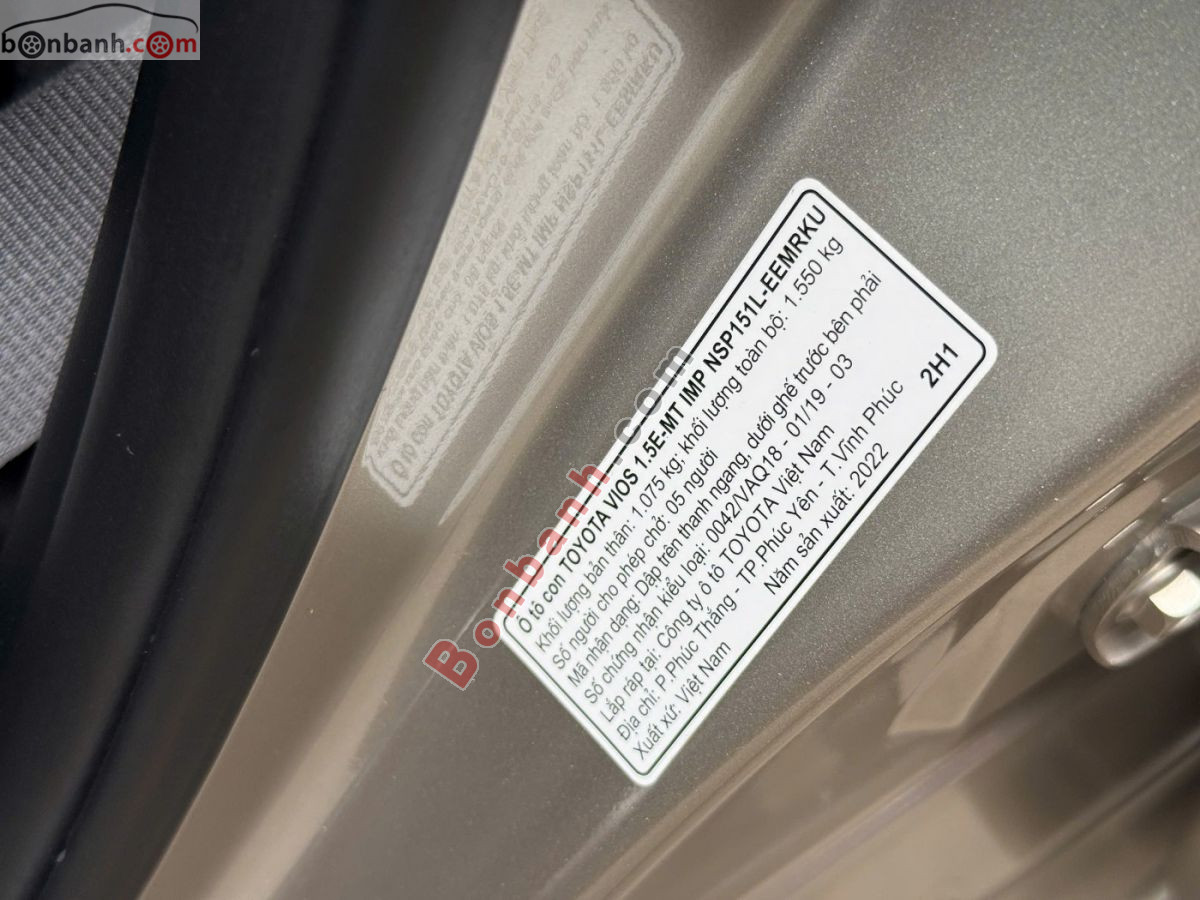 bonbanh.com
Ô tô con TOYOTA VIOS 1.5E-MT IMP NSP151L-EEMRKU
Khối lượng bản thân: 1.075 kg; khối lượng toàn bộ: 1.550 kg
Số người cho phép chở: 05 người
Mã nhận dạng: Dập trên thanh ngang, dưới ghế trước bên phải
Số chứng nhận kiểu loại: 0042/VAQ18 - 01/19 - 03
Lắp ráp tại: Công ty ô tô TOYOTA Việt Nam
Địa chỉ: P.Phúc Thắng - TP.Phúc Yên - T.Vĩnh Phúc
Xuất xứ: Việt Nam Năm sản xuất: 2022 2H1
Bonbanh.com